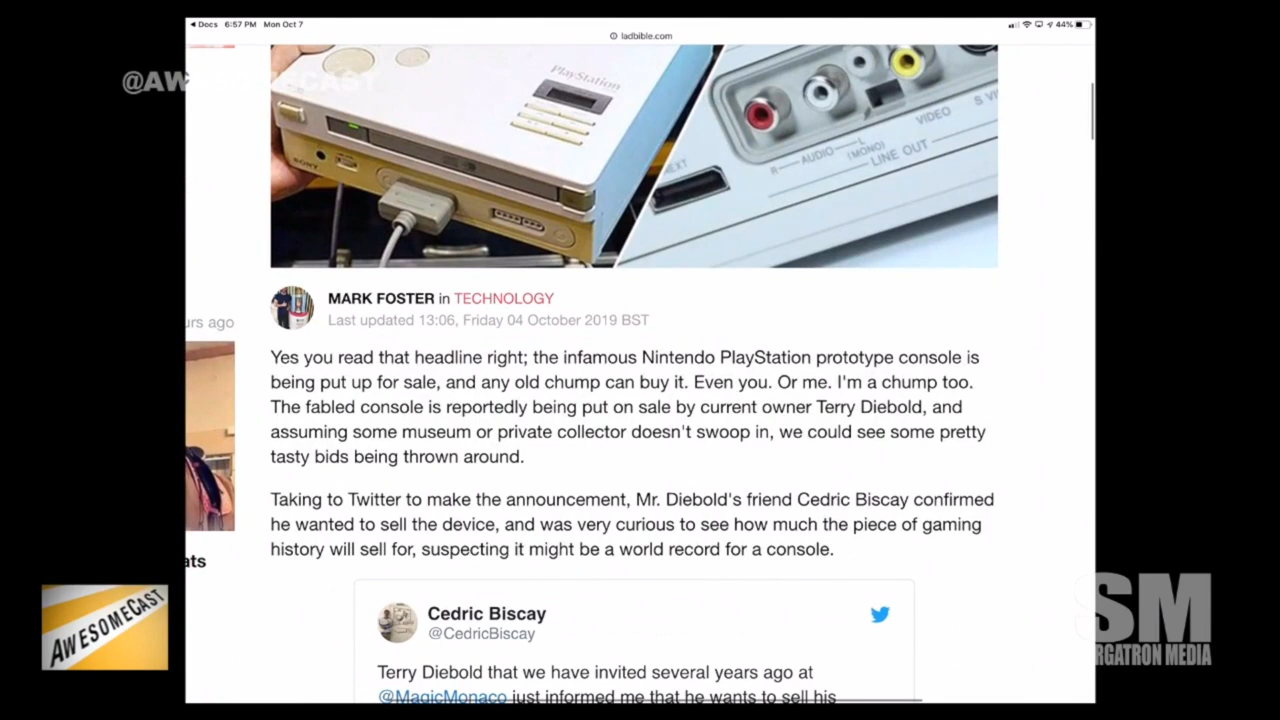 Docs 6:57 PM Mon Oct 7
44%
ladbible.com
@AWESOMECAST
PlayStation
SONY
EXT
R AUDIO L
(MONO)
LINE OUT
VIDEO
S VI
MARK FOSTER in TECHNOLOGY
Last updated 13:06, Friday 04 October 2019 BST
urs ago
Yes you read that headline right; the infamous Nintendo PlayStation prototype console is
being put up for sale, and any old chump can buy it. Even you. Or me. I'm a chump too.
The fabled console is reportedly being put on sale by current owner Terry Diebold, and
assuming some museum or private collector doesn't swoop in, we could see some pretty
tasty bids being thrown around.
Taking to Twitter to make the announcement, Mr. Diebold's friend Cedric Biscay confirmed
he wanted to sell the device, and was very curious to see how much the piece of gaming
history will sell for, suspecting it might be a world record for a console.
ats
Cedric Biscay
@CedricBiscay
Terry Diebold that we have invited several years ago at
@MagicMonaco just informed me that he wants to sell his
AWESOMECAST
SM
RGATRON MEDIA